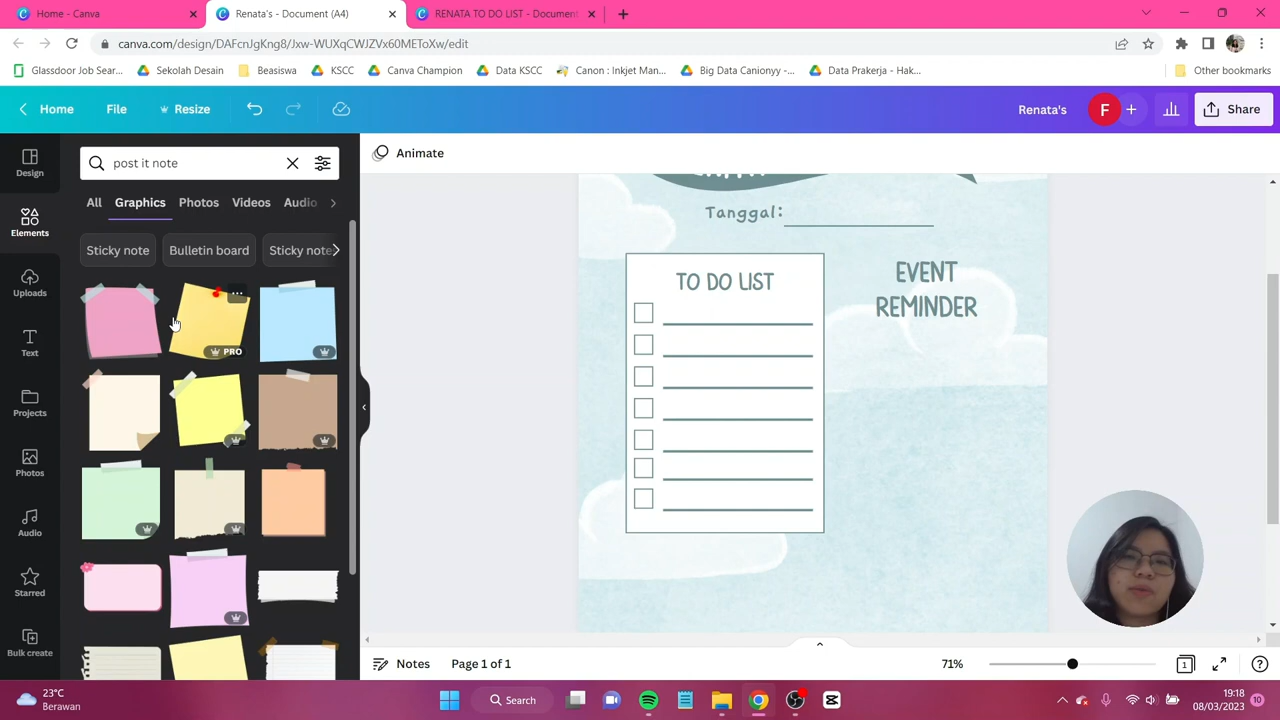 Home - Canva
Renata's - Document (A4)
RENATA TO DO LIST - Document
canva.com/design/DAFcnJgKng8/Jxw-WUXqCWJZVx60METoXw/edit
Glassdoor Job Sear...
Sekolah Desain
Beasiswa
KSCC
Canva Champion
Data KSCC
Canon : Inkjet Man...
Big Data Canionyy -...
Data Prakerja - Hak...
Other bookmarks
Home
File
Resize
Renata's
F
Share
Design
Elements
Uploads
Text
Projects
Photos
Audio
Starred
Bulk create
post it note
All
Graphics
Photos
Videos
Audio
Sticky note
Bulletin board
Sticky note
PRO
Animate
Tanggal:
TO DO LIST
EVENT
REMINDER
Notes
Page 1 of 1
71%
1
23°C
Berawan
Search
19:18
08/03/2023
10